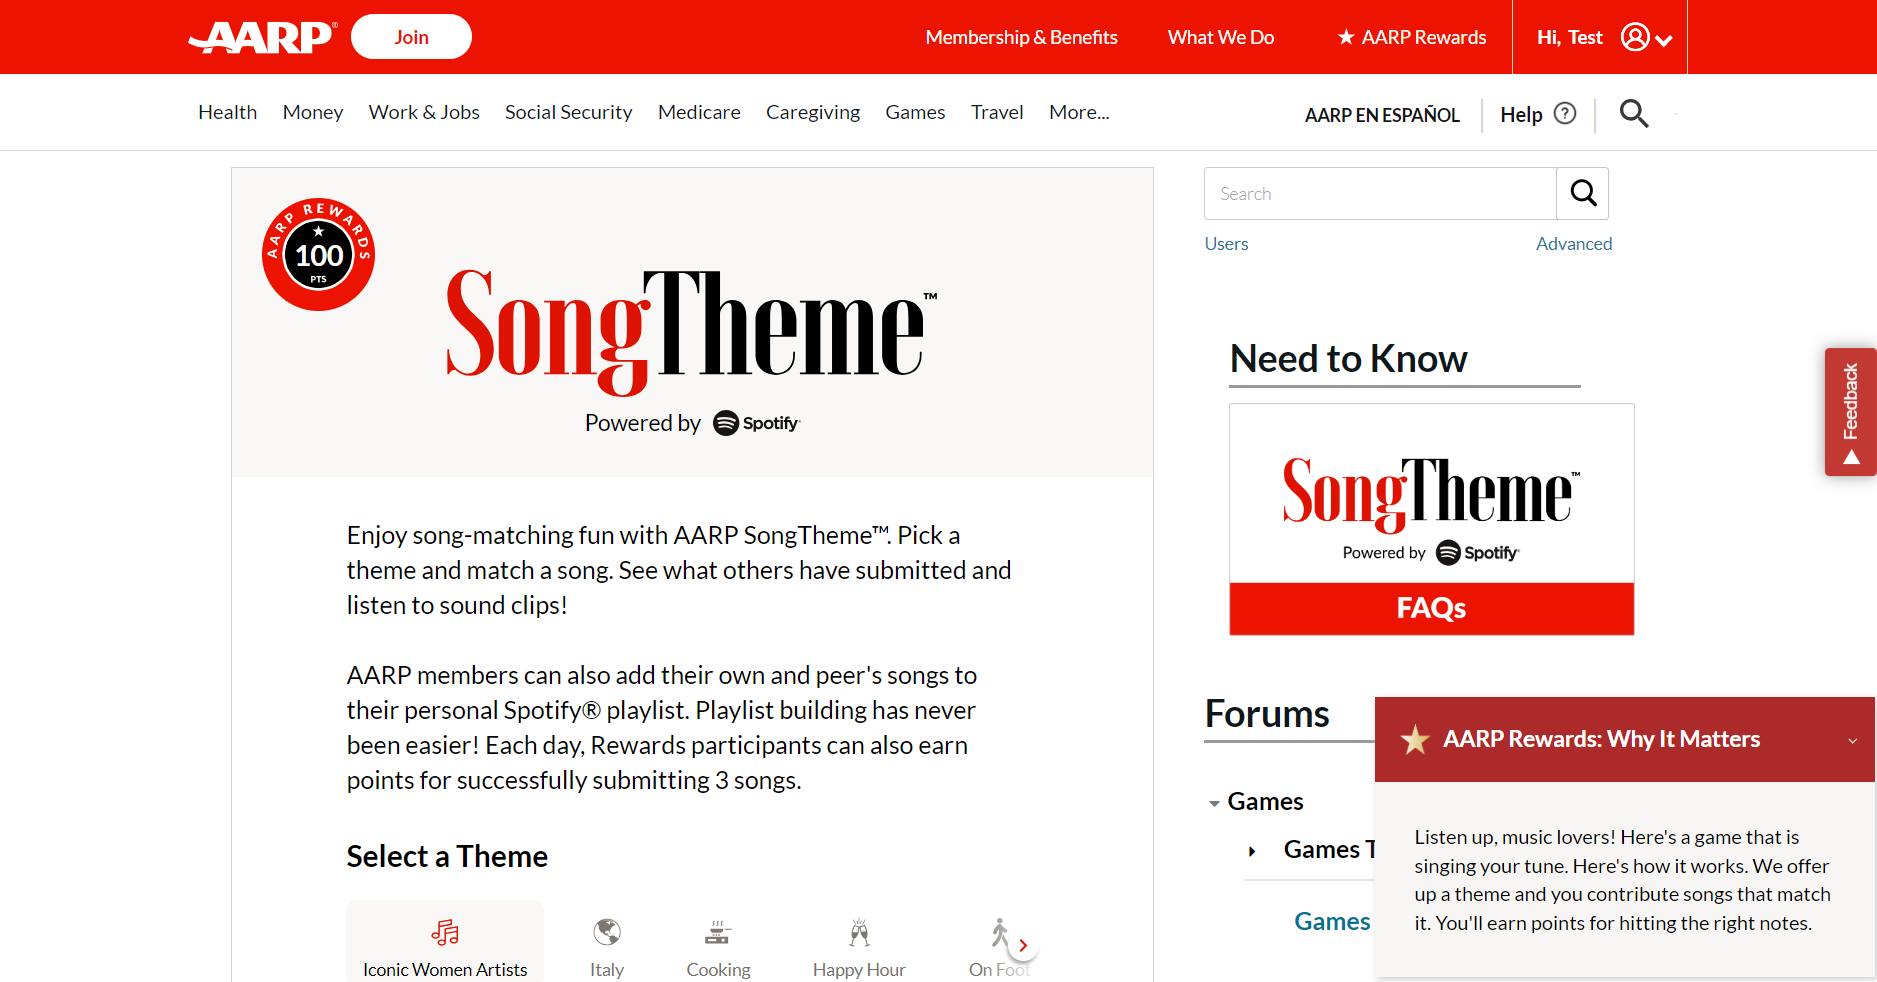 AARP®
Join
Membership & Benefits
What We Do
★ AARP Rewards
Hi, Test
Health
Money
Work & Jobs
Social Security
Medicare
Caregiving
Games
Travel
More...
AARP EN ESPAÑOL
Help ?
AARP REWARDS
100
PTS
SongTheme™
Powered by Spotify
Enjoy song-matching fun with AARP SongTheme™. Pick a
theme and match a song. See what others have submitted and
listen to sound clips!
AARP members can also add their own and peer's songs to
their personal Spotify® playlist. Playlist building has never
been easier! Each day, Rewards participants can also earn
points for successfully submitting 3 songs.
Select a Theme
Iconic Women Artists
Italy
Cooking
Happy Hour
On Foot
Search
Users
Advanced
Need to Know
SongTheme™
Powered by Spotify
FAQs
Forums
Games
Games T
Games
Feedback
AARP Rewards: Why It Matters
Listen up, music lovers! Here's a game that is
singing your tune. Here's how it works. We offer
up a theme and you contribute songs that match
it. You'll earn points for hitting the right notes.